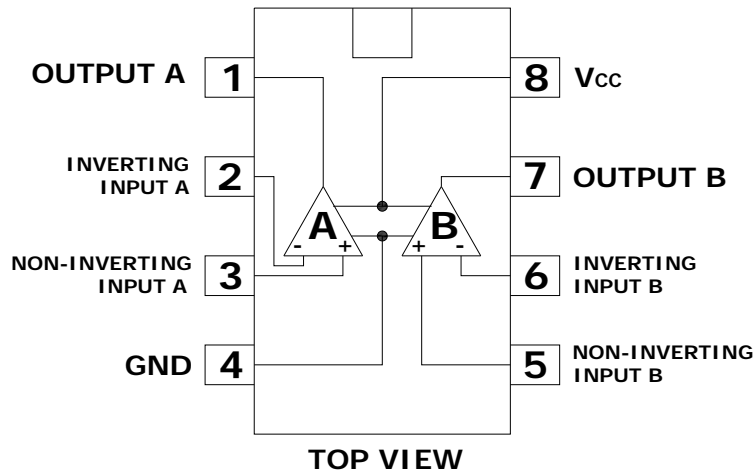 OUTPUT A
1
8
VCC
INVERTING
INPUT A
2
7
OUTPUT B
A
B
-
+
+
-
NON-INVERTING
INPUT A
3
6
INVERTING
INPUT B
GND
4
5
NON-INVERTING
INPUT B
TOP VIEW